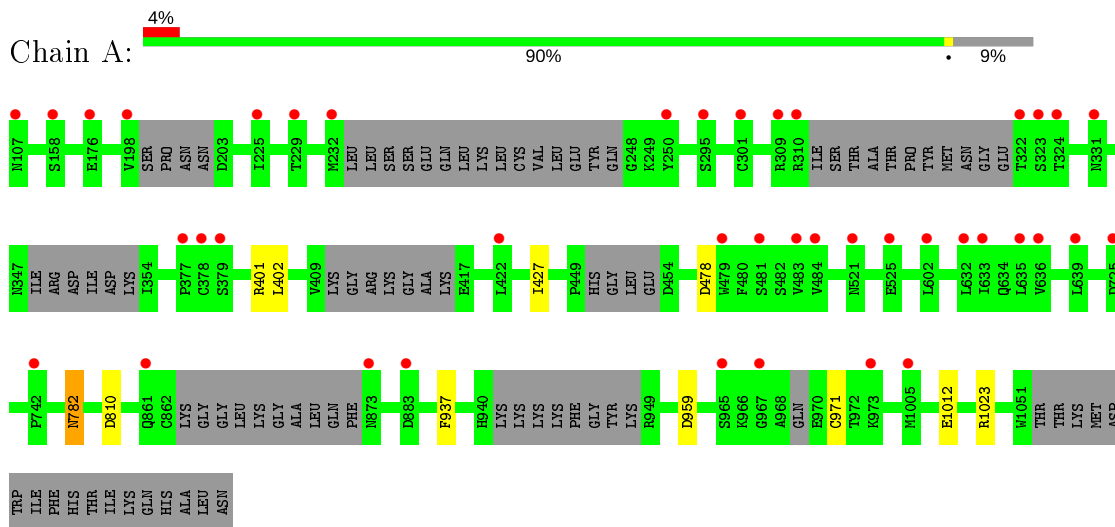 4%
Chain A:
90% • 9%
N107 S158 E176 V198 SER PRO ASN ASN D203 I225 T229 M232 LEU LEU SER SER GLU GLN LEU LYS LEU CYS VAL LEU GLU TYR GLN G248 K249 Y250 S295 C301 R309 R310 ILE SER THR ALA THR PRO TYR MET ASN GLY GLU T322 S323 T324 N331
N347 ILE ARG ASP ILE ASP LYS I354 P377 C378 S379 R401 L402 V409 LYS GLY ARG LYS GLY ALA LYS E417 L422 I427 P449 HIS GLY LEU GLU D454 D478 W479 F480 S481 S482 V483 V484 N521 E525 L602 L632 I633 Q634 L635 V636 L639
P742 N782 D810 Q861 C862 LYS GLY GLY LEU LYS GLY ALA LEU GLN PHE N873 D883 F937 H940 LYS LYS LYS LYS PHE GLY TYR LYS R949 D959 S965 K966 G967 A968 GLN E970 C971 T972 K973 M1005 E1012 R1023 W1051 THR THR LYS MET ASP
TRP ILE PHE HIS THR ILE LYS GLN HIS ALA LEU ASN